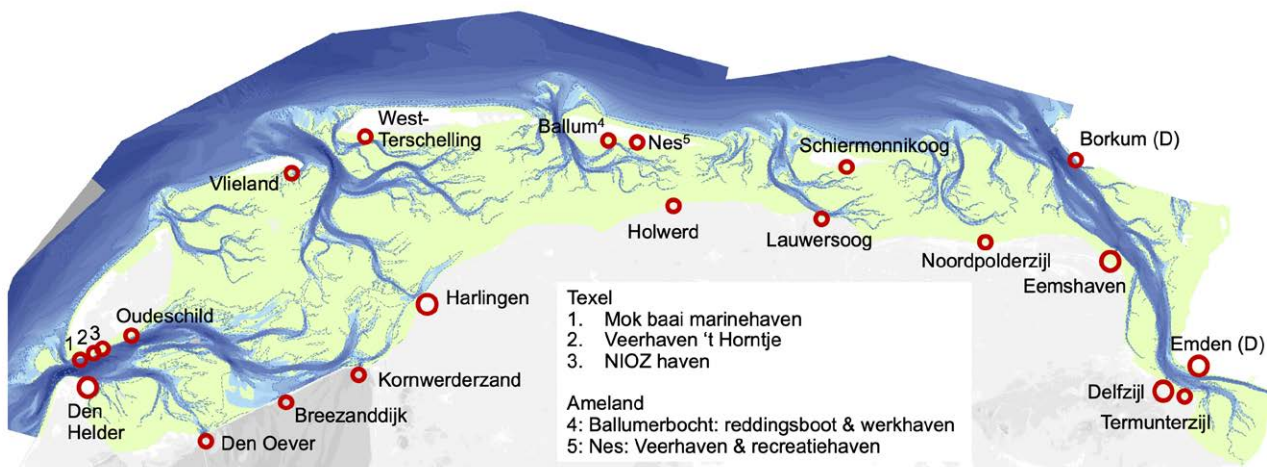 West-
Terschelling
Ballum4
Nes5
Schiermonnikoog
Borkum (D)
Vlieland
Holwerd
Lauwersoog
Noordpolderzijl
Eemshaven
Oudeschild
1 2 3
Harlingen
Den
Helder
Kornwerderzand
Breezanddijk
Den Oever
Emden (D)
Delfzijl
Termunterzijl
Texel
1. Mok baai marinehaven
2. Veerhaven ‘t Horntje
3. NIOZ haven
Ameland
4: Ballumerbocht: reddingsboot & werkhaven
5: Nes: Veerhaven & recreatiehaven